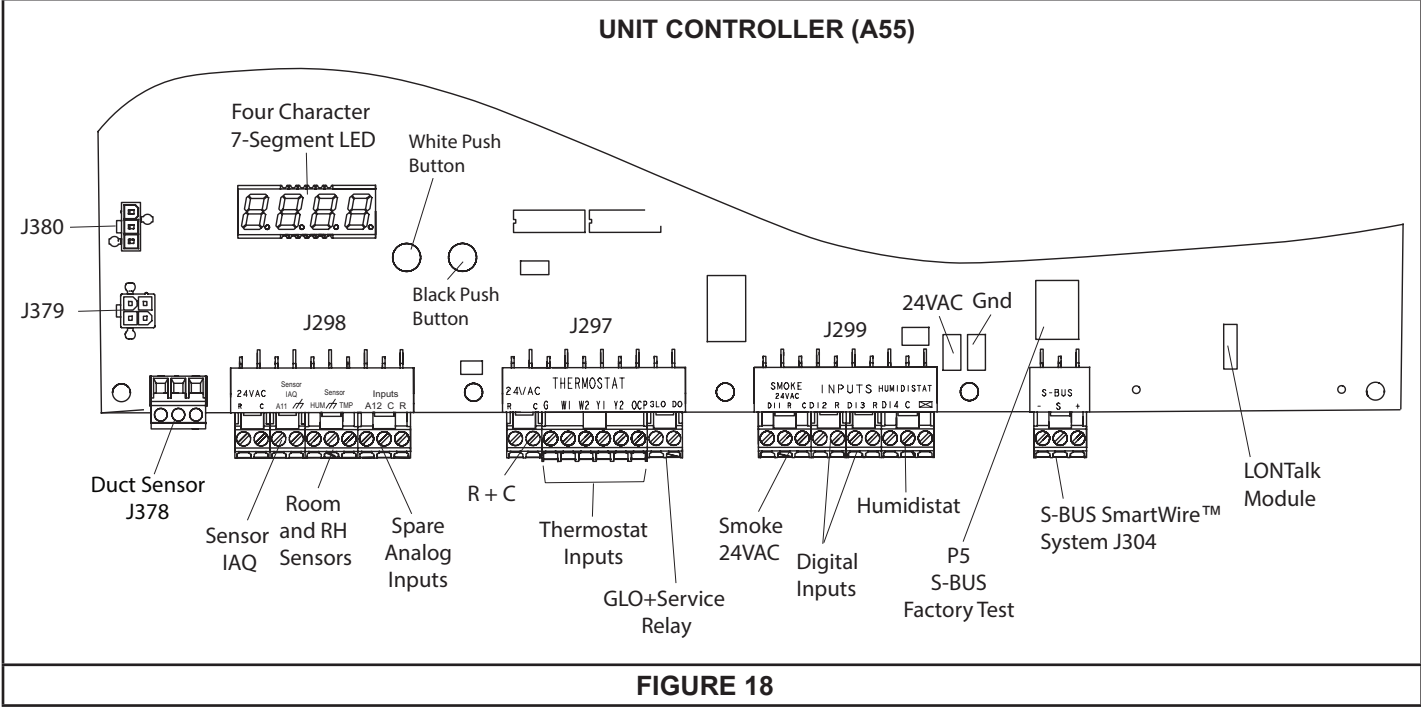 UNIT CONTROLLER (A55)
Four Character
7-Segment LED
White Push
Button
J380
J379
Black Push
Button
J298
J297
J299
24VAC
Gnd
24VAC
R C
Sensor
IAQ
A11
Sensor
HUM TMP
Inputs
A12 C R
24VAC
THERMOSTAT
R C G W1 W2 Y1 Y2 OCP GLO DO
SMOKE
24VAC
INPUTS
HUMIDISTAT
DI1 R C DI2 R DI3 R DI4 C
S-BUS
- S +
Duct Sensor
J378
Sensor
IAQ
Room
and RH
Sensors
Spare
Analog
Inputs
R + C
Thermostat
Inputs
GLO+Service
Relay
Smoke
24VAC
Digital
Inputs
Humidistat
P5
S-BUS
Factory Test
S-BUS SmartWire™
System J304
LONTalk
Module
FIGURE 18